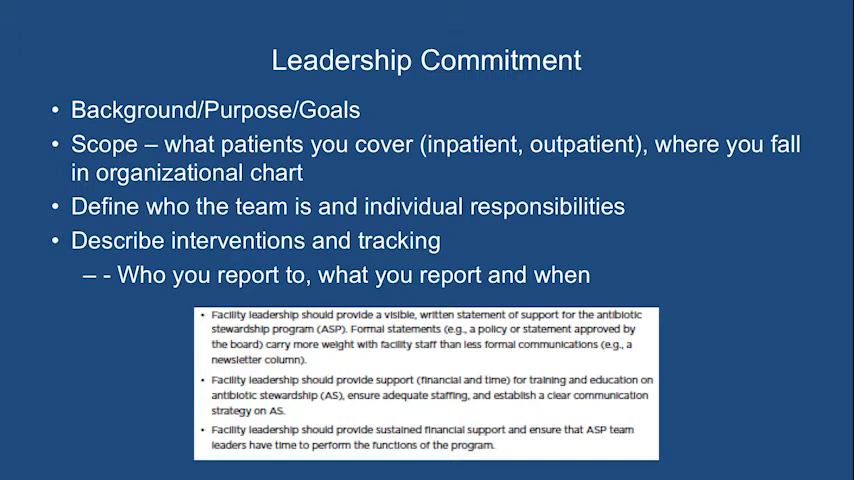 Leadership Commitment
• Background/Purpose/Goals
• Scope – what patients you cover (inpatient, outpatient), where you fall
in organizational chart
• Define who the team is and individual responsibilities
• Describe interventions and tracking
– - Who you report to, what you report and when
• Facility leadership should provide a visible, written statement of support for the antibiotic
stewardship program (ASP). Formal statements (e.g., a policy or statement approved by
the board) carry more weight with facility staff than less formal communications (e.g., a
newsletter column).
• Facility leadership should provide support (financial and time) for training and education on
antibiotic stewardship (AS), ensure adequate staffing, and establish a clear communication
strategy on AS.
• Facility leadership should provide sustained financial support and ensure that ASP team
leaders have time to perform the functions of the program.